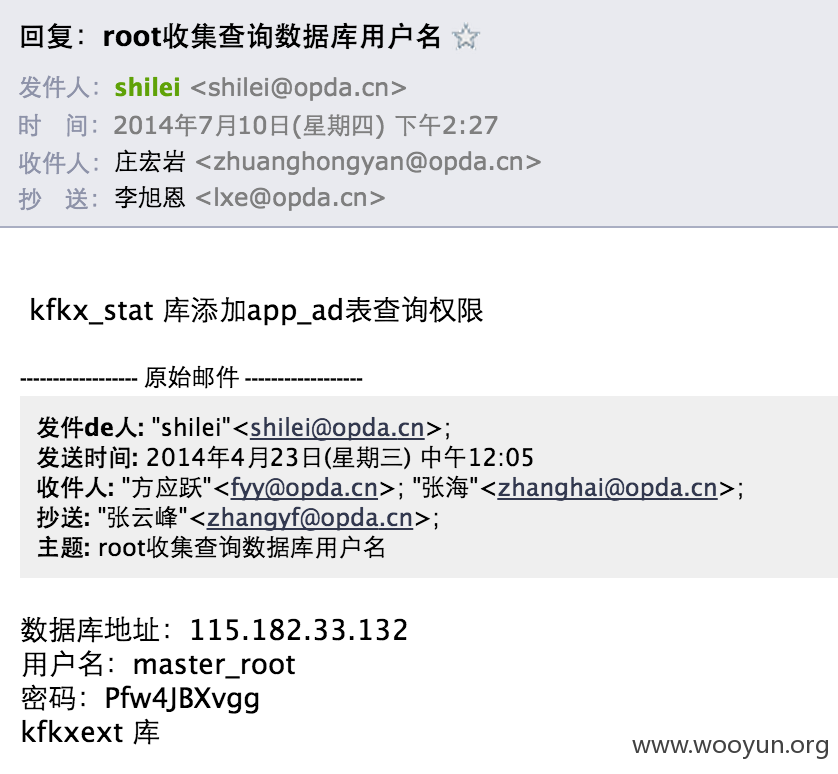 回复：root收集查询数据库用户名
发件人：shilei <shilei@opda.cn>
时 间：2014年7月10日(星期四) 下午2:27
收件人：庄宏岩 <zhuanghongyan@opda.cn>
抄 送：李旭恩 <lxe@opda.cn>
kfkx_stat 库添加app_ad表查询权限
------------------ 原始邮件 ------------------
发件de人: "shilei"<shilei@opda.cn>;
发送时间: 2014年4月23日(星期三) 中午12:05
收件人: "方应跃"<fyy@opda.cn>; "张海"<zhanghai@opda.cn>;
抄送: "张云峰"<zhangyf@opda.cn>;
主题: root收集查询数据库用户名
数据库地址：115.182.33.132
用户名：master_root
密码：Pfw4JBXvgg
kfkxext 库
www.wooyun.org